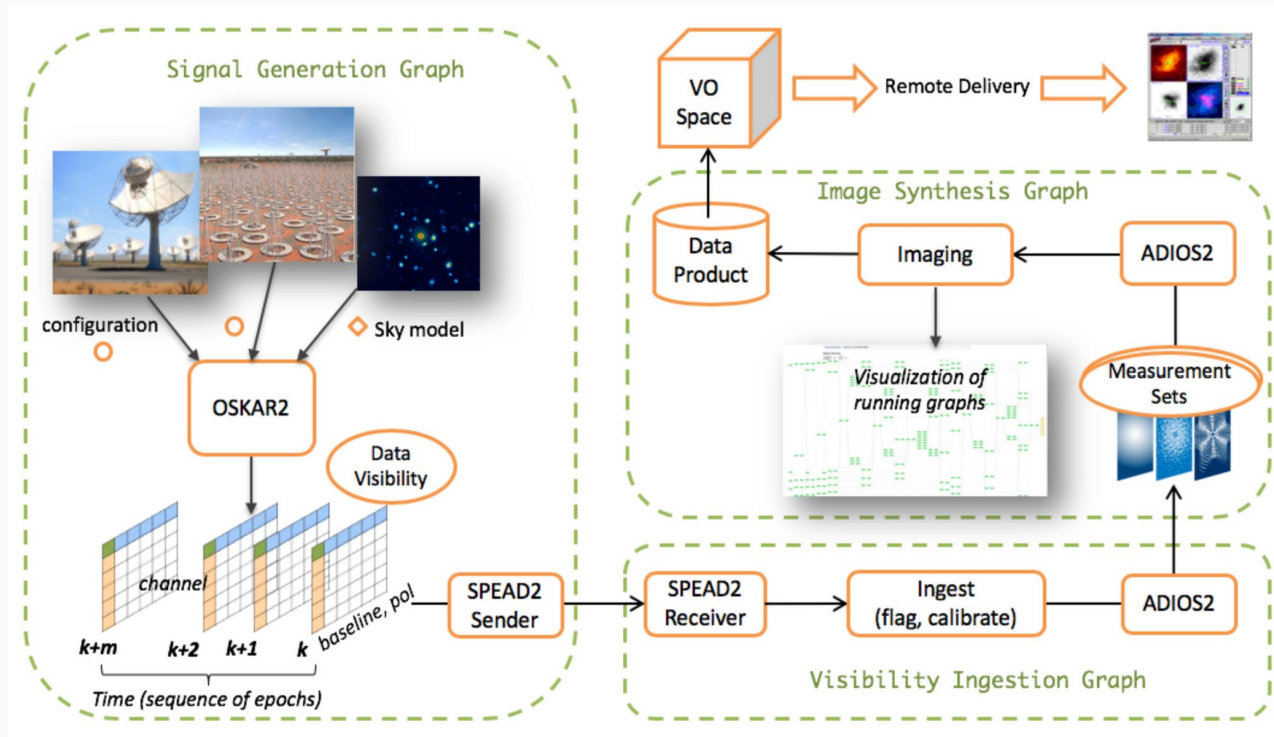 Signal Generation Graph
configuration
Sky model
OSKAR2
Data
Visibility
channel
baseline, pol
k+m
k+2
k+1
k
Time (sequence of epochs)
SPEAD2
Sender
VO
Space
Remote Delivery
Image Synthesis Graph
Data
Product
Imaging
ADIOS2
Visualization of
running graphs
Measurement
Sets
SPEAD2
Receiver
Ingest
(flag, calibrate)
ADIOS2
Visibility Ingestion Graph